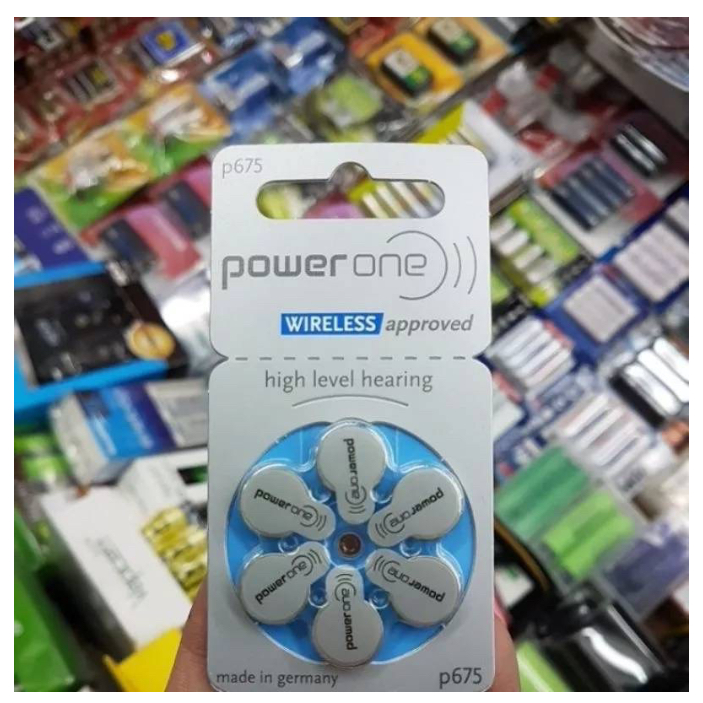 p675
power one
WIRELESS approved
high level hearing
power one
power one
power one
power one
power one
power one
made in germany
p675